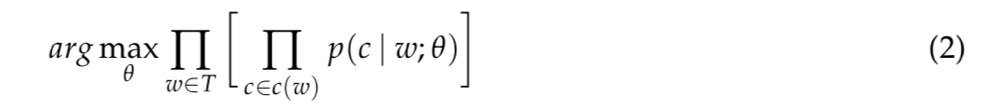 arg max_θ ∏_{w∈T} [ ∏_{c∈c(w)} p(c | w; θ) ] (2)